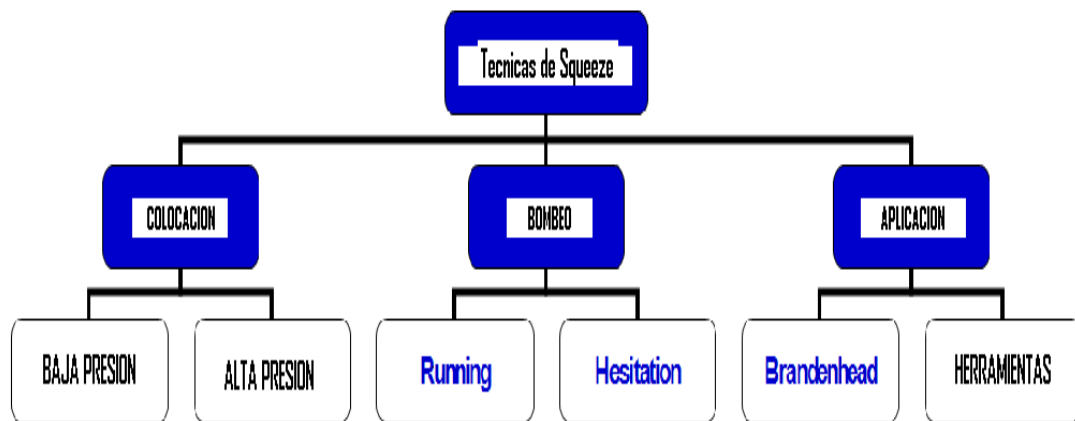 Tecnicas de Squeeze
COLOCACION
BOMBEO
APLICACION
BAJA PRESION
ALTA PRESION
Running
Hesitation
Brandenhead
HERRAMIENTAS